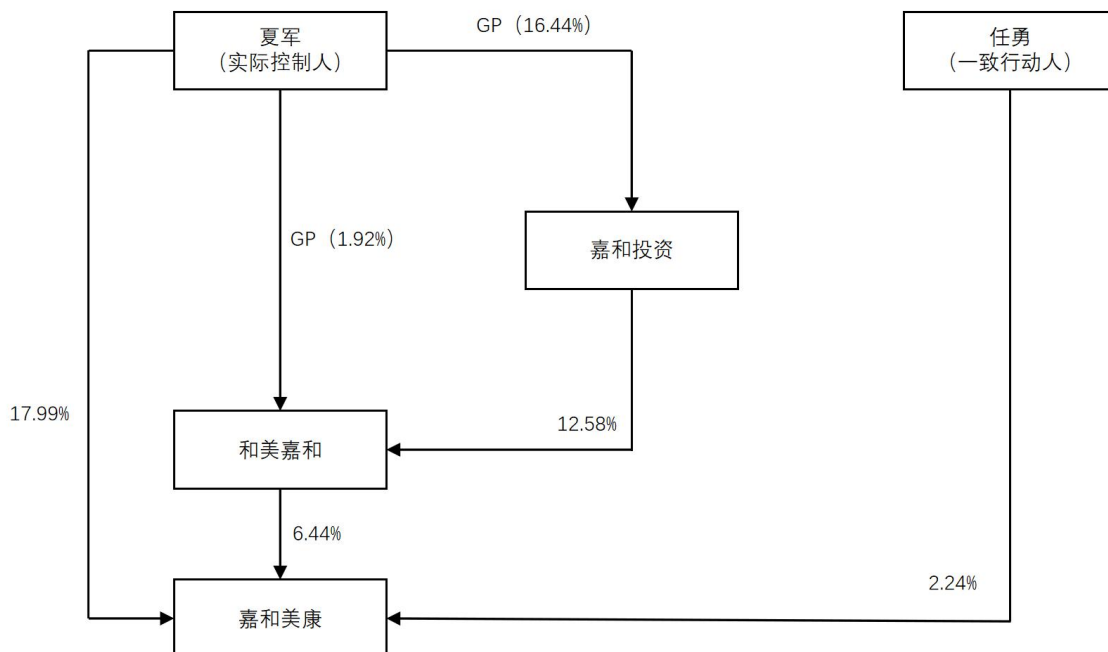 夏军
（实际控制人）
GP（16.44%）
任勇
（一致行动人）
GP（1.92%）
嘉和投资
17.99%
12.58%
和美嘉和
6.44%
2.24%
嘉和美康